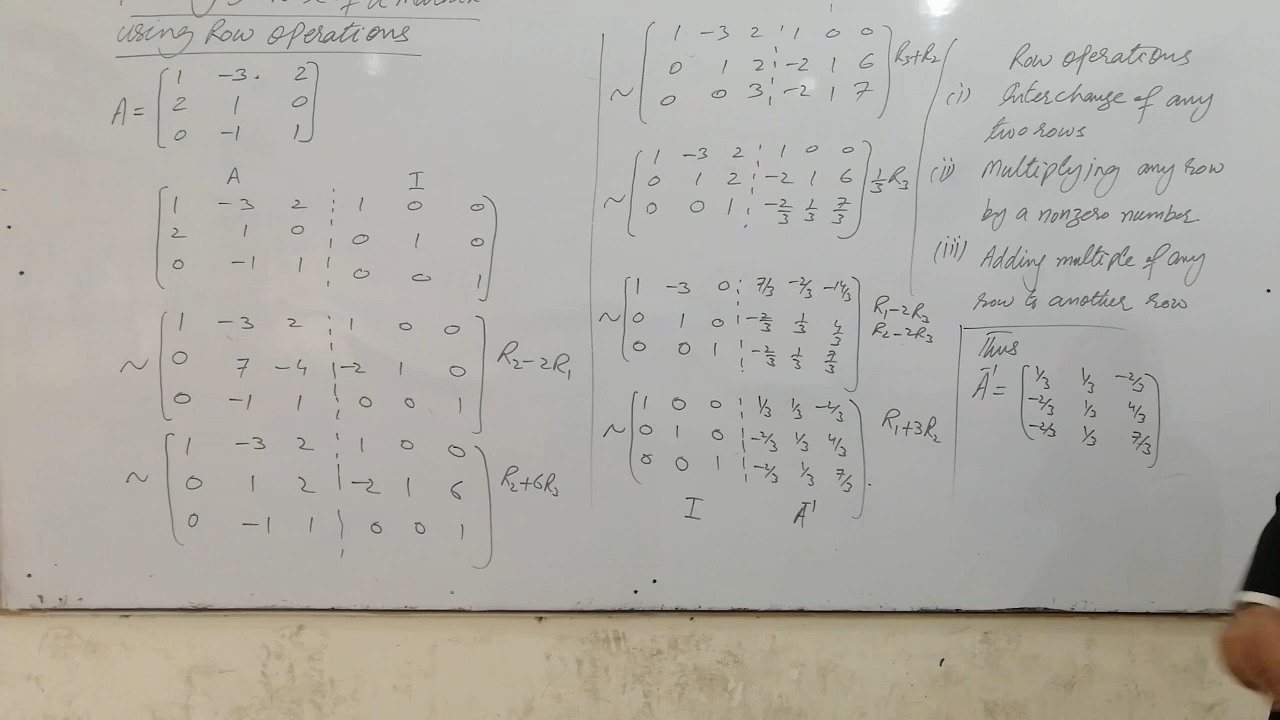 using Row operations
A = [ 1 -3. 2
2 1 0
0 -1 1 ]
A I
[ 1 -3 2 ¦ 1 0 0
2 1 0 ¦ 0 1 0
0 -1 1 ¦ 0 0 1 ]
~ [ 1 -3 2 ¦ 1 0 0
0 7 -4 ¦ -2 1 0
0 -1 1 ¦ 0 0 1 ] R₂-2R₁
~ [ 1 -3 2 ¦ 1 0 0
0 1 2 ¦ -2 1 6
0 -1 1 ¦ 0 0 1 ] R₂+6R₃
~ [ 1 -3 2 ¦ 1 0 0
0 1 2 ¦ -2 1 6
0 0 3 ¦ -2 1 7 ] R₃+R₂
~ [ 1 -3 2 ¦ 1 0 0
0 1 2 ¦ -2 1 6
0 0 1 ¦ -2/3 1/3 7/3 ] 1/3 R₃
~ [ 1 -3 0 ¦ 7/3 -2/3 -14/3
0 1 0 ¦ -2/3 1/3 4/3
0 0 1 ¦ -2/3 1/3 7/3 ] R₁-2R₃
R₂-2R₃
~ [ 1 0 0 ¦ 1/3 1/3 -2/3
0 1 0 ¦ -2/3 1/3 4/3
0 0 1 ¦ -2/3 1/3 7/3 ] R₁+3R₂
I A⁻¹
Row operations
(i) Interchange of any
two rows
(ii) Multiplying any row
by a nonzero number
(iii) Adding multiple of any
row to another row
Thus
A⁻¹ = [ 1/3 1/3 -2/3
-2/3 1/3 4/3
-2/3 1/3 7/3 ]